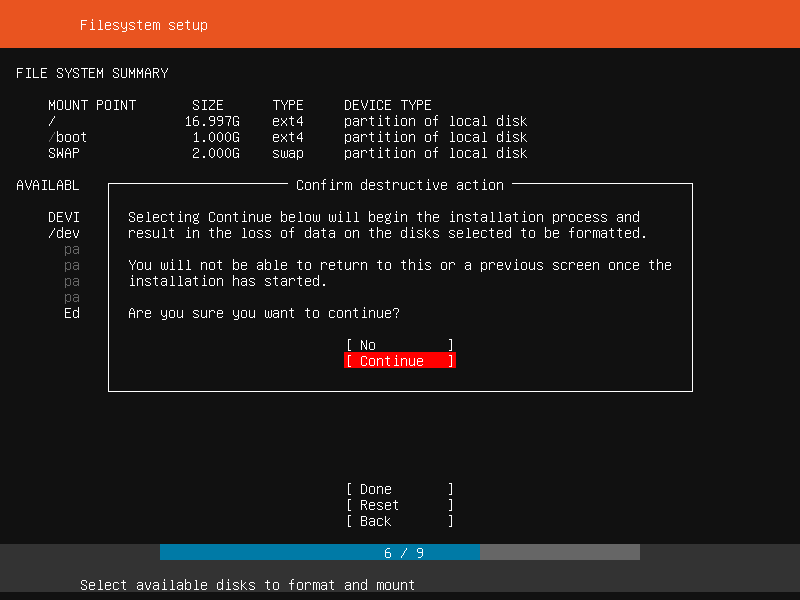 Filesystem setup
FILE SYSTEM SUMMARY
MOUNT POINT SIZE TYPE DEVICE TYPE
/ 16.997G ext4 partition of local disk
/boot 1.000G ext4 partition of local disk
SWAP 2.000G swap partition of local disk
AVAILABL
Confirm destructive action
DEVI
/dev
pa
pa
pa
pa
Ed
Selecting Continue below will begin the installation process and
result in the loss of data on the disks selected to be formatted.
You will not be able to return to this or a previous screen once the
installation has started.
Are you sure you want to continue?
[ No ]
[ Continue ]
[ Done ]
[ Reset ]
[ Back ]
6 / 9
Select available disks to format and mount